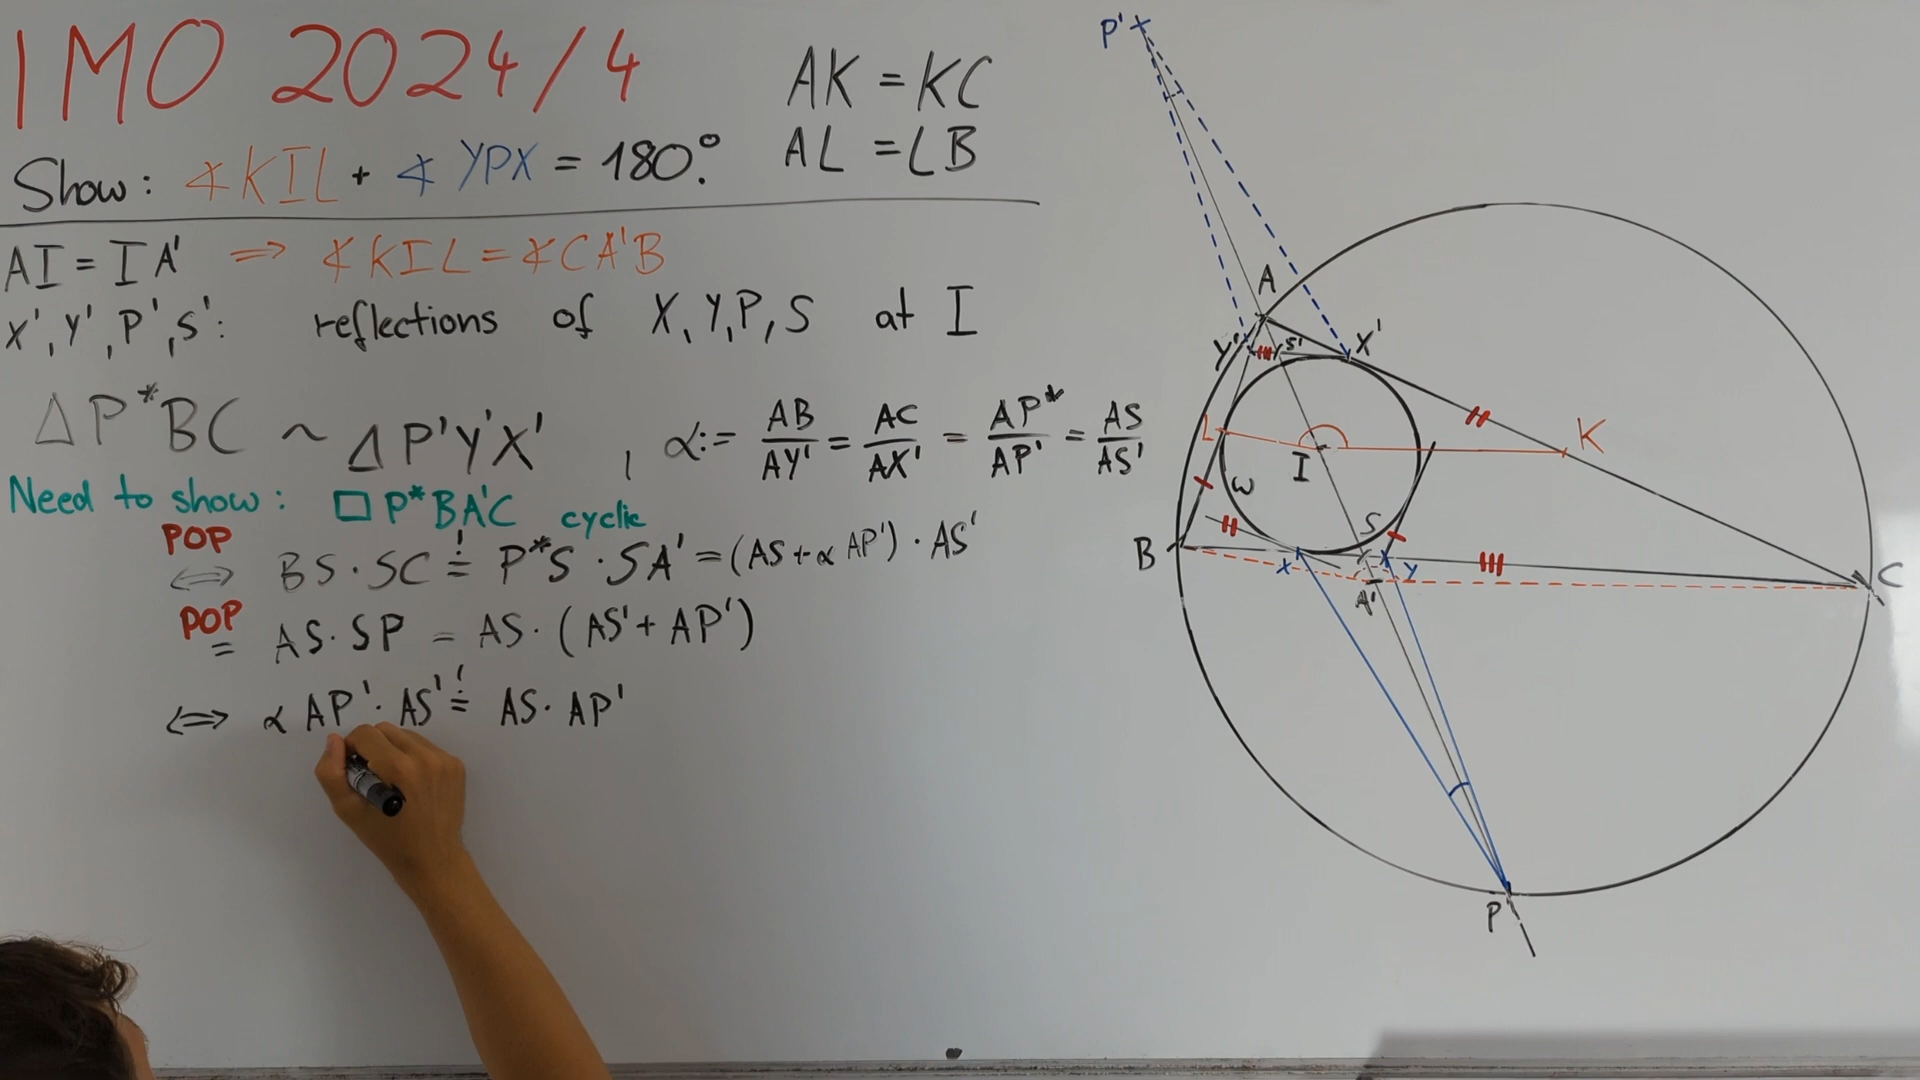 IMO 2024/4
AK = KC
AL = LB
Show: ∢KIL + ∢YPX = 180°.
AI = IA' ⇒ ∢KIL = ∢CA'B
X', Y', P', S': reflections of X, Y, P, S at I
ΔP*BC ~ ΔP'Y'X' , α := AB/AY' = AC/AX' = AP*/AP' = AS/AS'
Need to show: □P*BA'C cyclic
POP
⇔ BS · SC =! P*S · SA' = (AS + α AP') · AS'
POP
= AS · SP = AS · (AS' + AP')
⇔ α AP' · AS' =! AS · AP'
P'
A
Y'
S'
X'
L
I
K
ω
S
B
X
Y
A'
C
P